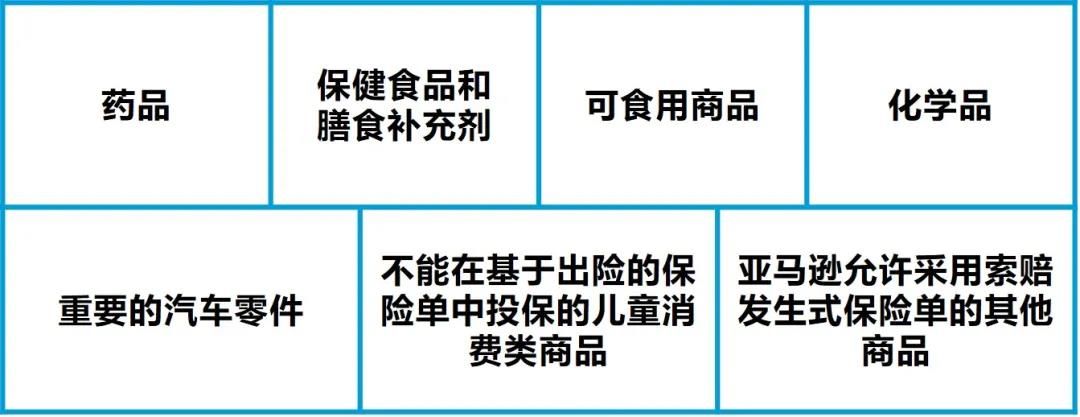 药品
保健食品和
膳食补充剂
可食用商品
化学品
重要的汽车零件
不能在基于出险的保
险单中投保的儿童消
费类商品
亚马逊允许采用索赔
发生式保险单的其他
商品